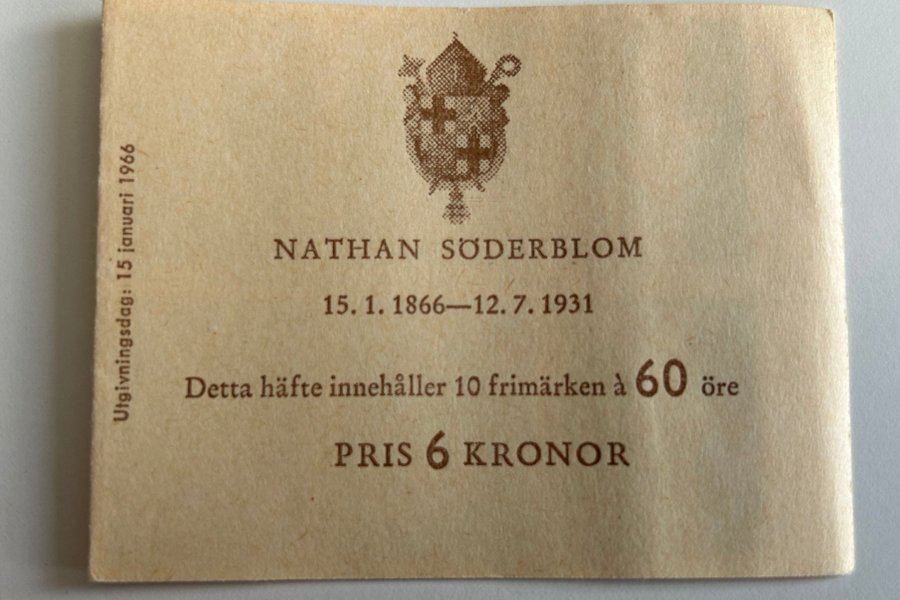 NATHAN SÖDERBLOM
15. 1. 1866—12. 7. 1931
Detta häfte innehåller 10 frimärken à 60 öre
PRIS 6 KRONOR
Utgivningsdag: 15 januari 1966